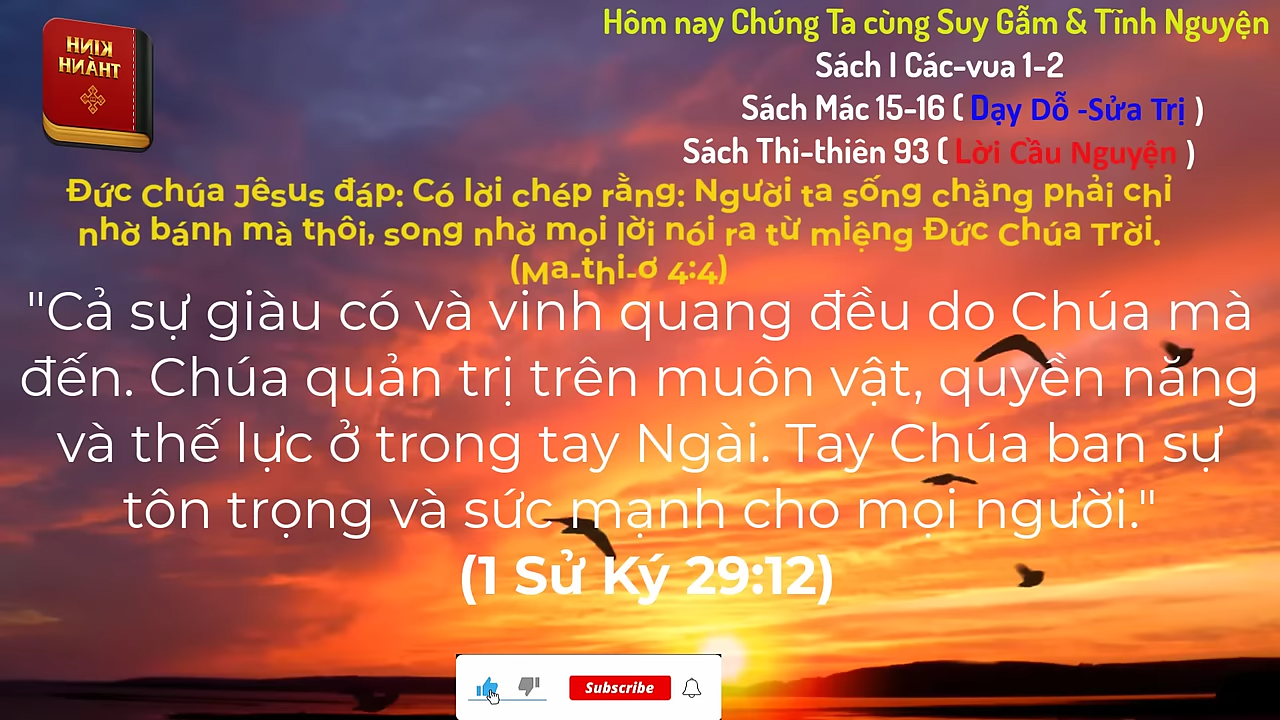 KINH
THÁNH
Hôm nay Chúng Ta cùng Suy Gẫm & Tĩnh Nguyện
Sách I Các-vua 1-2
Sách Mác 15-16 ( Dạy Dỗ -Sửa Trị )
Sách Thi-thiên 93 ( Lời Cầu Nguyện )
Đức Chúa Jêsus đáp: Có lời chép rằng: Người ta sống chẳng phải chỉ
nhờ bánh mà thôi, song nhờ mọi lời nói ra từ miệng Đức Chúa Trời.
(Ma-thi-ơ 4:4)
"Cả sự giàu có và vinh quang đều do Chúa mà
đến. Chúa quản trị trên muôn vật, quyền năng
và thế lực ở trong tay Ngài. Tay Chúa ban sự
tôn trọng và sức mạnh cho mọi người."
(1 Sử Ký 29:12)
Subscribe